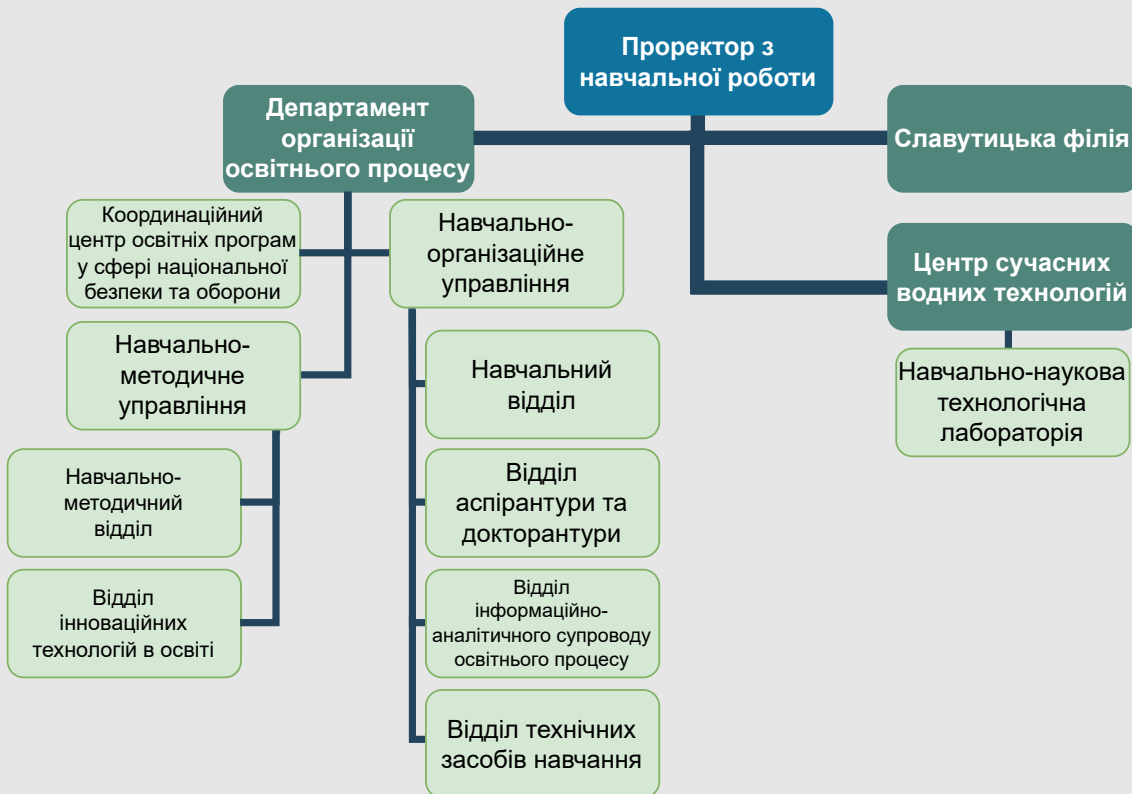 Проректор з
навчальної роботи
Департамент
організації
освітнього процесу
Славутицька філія
Координаційний
центр освітніх програм
у сфері національної
безпеки та оборони
Навчально-
організаційне
управління
Центр сучасних
водних технологій
Навчально-
методичне
управління
Навчальний
відділ
Навчально-наукова
технологічна
лабораторія
Навчально-
методичний
відділ
Відділ
аспірантури та
докторантури
Відділ
інноваційних
технологій в освіті
Відділ
інформаційно-
аналітичного супроводу
освітнього процесу
Відділ технічних
засобів навчання